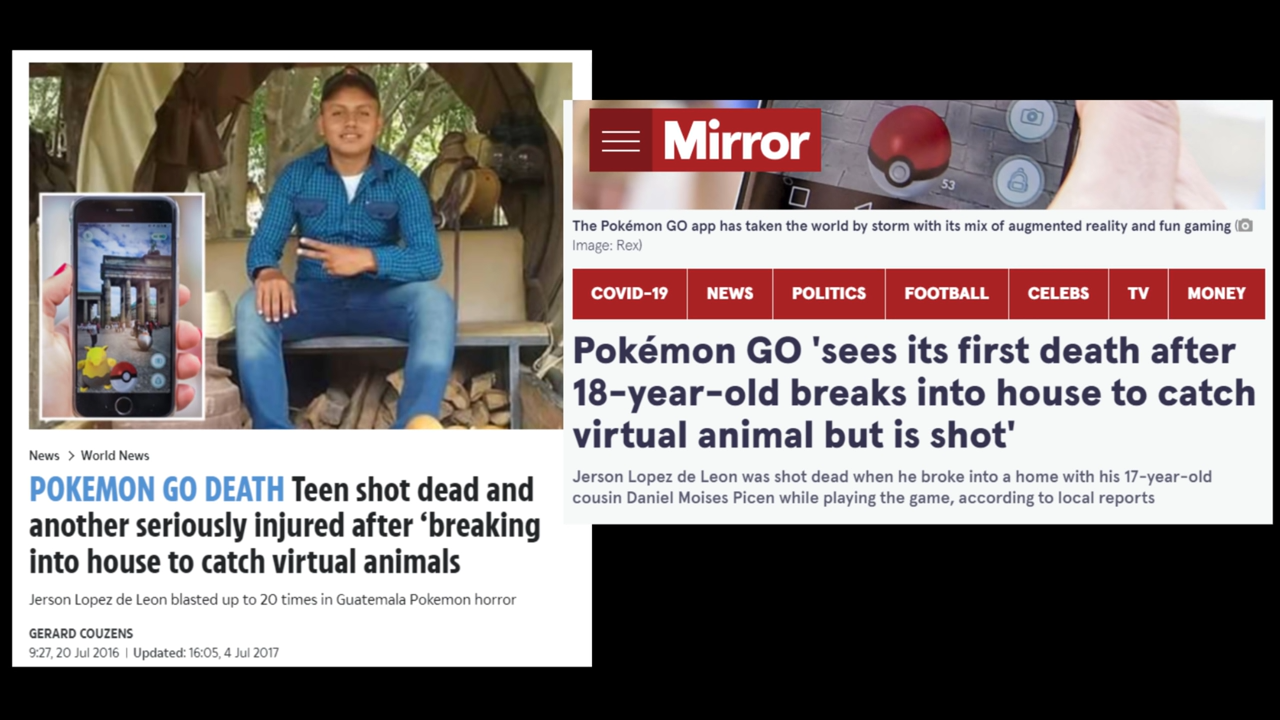 News > World News
POKEMON GO DEATH Teen shot dead and
another seriously injured after ‘breaking
into house to catch virtual animals
Jerson Lopez de Leon blasted up to 20 times in Guatemala Pokemon horror
GERARD COUZENS
9:27, 20 Jul 2016 | Updated: 16:05, 4 Jul 2017
Mirror
53
The Pokémon GO app has taken the world by storm with its mix of augmented reality and fun gaming (
Image: Rex)
COVID-19 NEWS POLITICS FOOTBALL CELEBS TV MONEY
Pokémon GO 'sees its first death after
18-year-old breaks into house to catch
virtual animal but is shot'
Jerson Lopez de Leon was shot dead when he broke into a home with his 17-year-old
cousin Daniel Moises Picen while playing the game, according to local reports